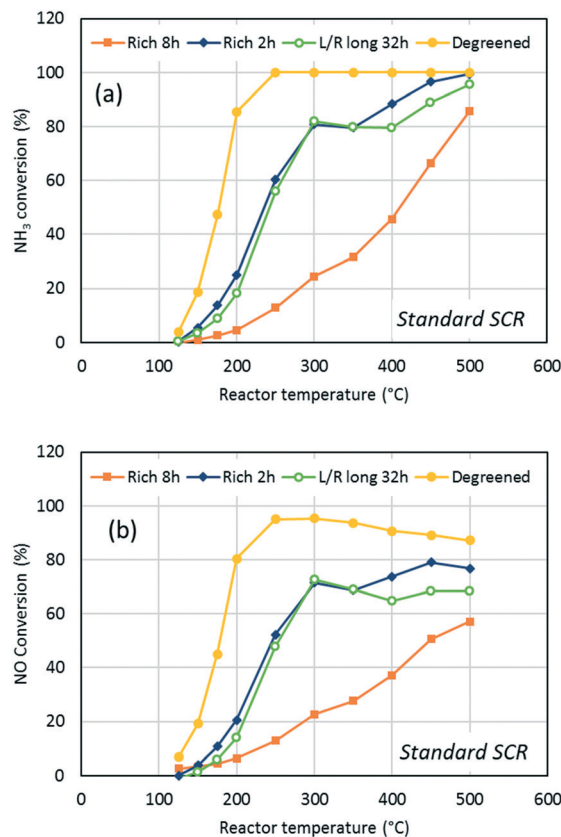 Rich 8h Rich 2h L/R long 32h Degreened
120
(a)
100
80
60
40
20
0
NH₃ conversion (%)
Standard SCR
0 100 200 300 400 500 600
Reactor temperature (°C)
Rich 8h Rich 2h L/R long 32h Degreened
120
(b)
100
80
60
40
20
0
NO Conversion (%)
Standard SCR
0 100 200 300 400 500 600
Reactor temperature (°C)